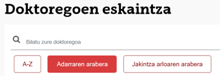 Doktoregoen eskaintza
Bilatu zure doktoregoa
A-Z
Adarraren arabera
Jakintza arloaren arabera